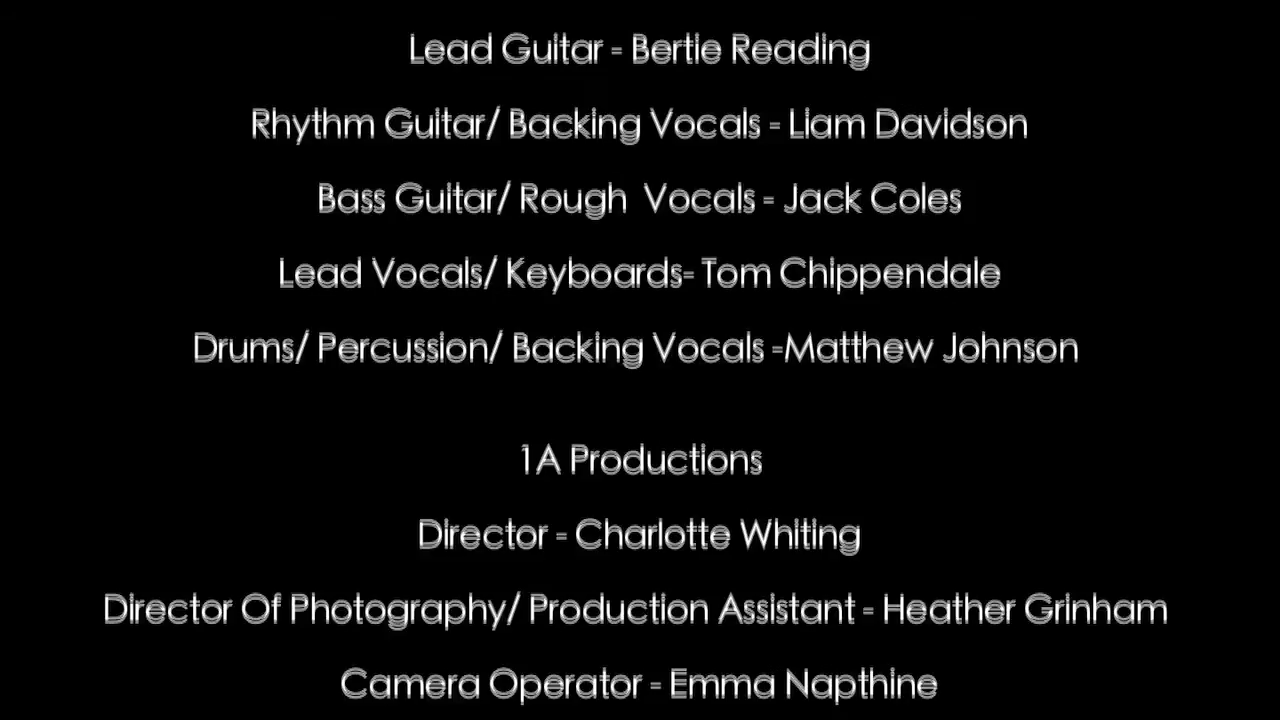 Lead Guitar - Bertie Reading
Rhythm Guitar/ Backing Vocals - Liam Davidson
Bass Guitar/ Rough  Vocals - Jack Coles
Lead Vocals/ Keyboards- Tom Chippendale
Drums/ Percussion/ Backing Vocals -Matthew Johnson
1A Productions
Director - Charlotte Whiting
Director Of Photography/ Production Assistant - Heather Grinham
Camera Operator - Emma Napthine